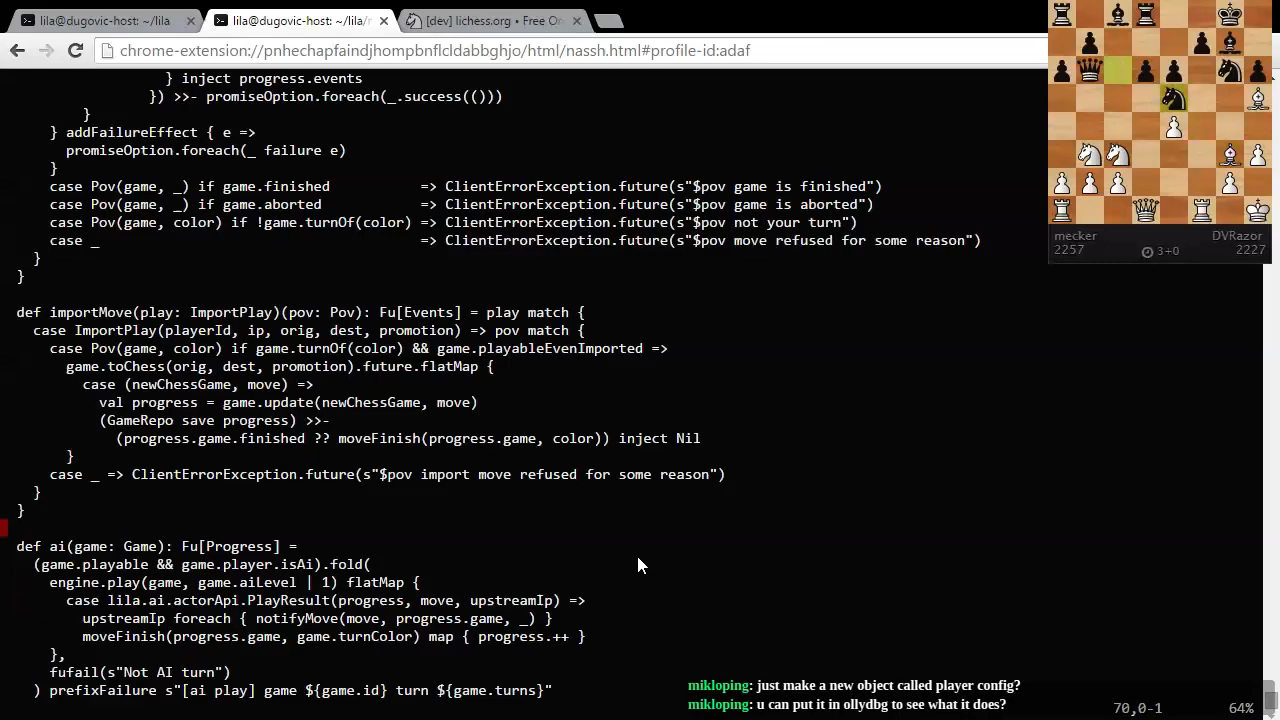 lila@dugovic-host: ~/lila
lila@dugovic-host: ~/lila/r
[dev] lichess.org • Free On
chrome-extension://pnhechapfaindjhompbnflcldabbghjo/html/nassh.html#profile-id:adaf
} inject progress.events
}) >>- promiseOption.foreach(_.success(()))
}
} addFailureEffect { e =>
promiseOption.foreach(_ failure e)
}
case Pov(game, _) if game.finished => ClientErrorException.future(s"$pov game is finished")
case Pov(game, _) if game.aborted => ClientErrorException.future(s"$pov game is aborted")
case Pov(game, color) if !game.turnOf(color) => ClientErrorException.future(s"$pov not your turn")
case _ => ClientErrorException.future(s"$pov move refused for some reason")
}
}
def importMove(play: ImportPlay)(pov: Pov): Fu[Events] = play match {
case ImportPlay(playerId, ip, orig, dest, promotion) => pov match {
case Pov(game, color) if game.turnOf(color) && game.playableEvenImported =>
game.toChess(orig, dest, promotion).future.flatMap {
case (newChessGame, move) =>
val progress = game.update(newChessGame, move)
(GameRepo save progress) >>-
(progress.game.finished ?? moveFinish(progress.game, color)) inject Nil
}
case _ => ClientErrorException.future(s"$pov import move refused for some reason")
}
}
def ai(game: Game): Fu[Progress] =
(game.playable && game.player.isAi).fold(
engine.play(game, game.aiLevel | 1) flatMap {
case lila.ai.actorApi.PlayResult(progress, move, upstreamIp) =>
upstreamIp foreach { notifyMove(move, progress.game, _) }
moveFinish(progress.game, game.turnColor) map { progress.++ }
},
fufail(s"Not AI turn")
) prefixFailure s"[ai play] game ${game.id} turn ${game.turns}"
70,0-1 64%
mecker DVRazor
2257 3+0 2227
mikloping: just make a new object called player config?
mikloping: u can put it in ollydbg to see what it does?